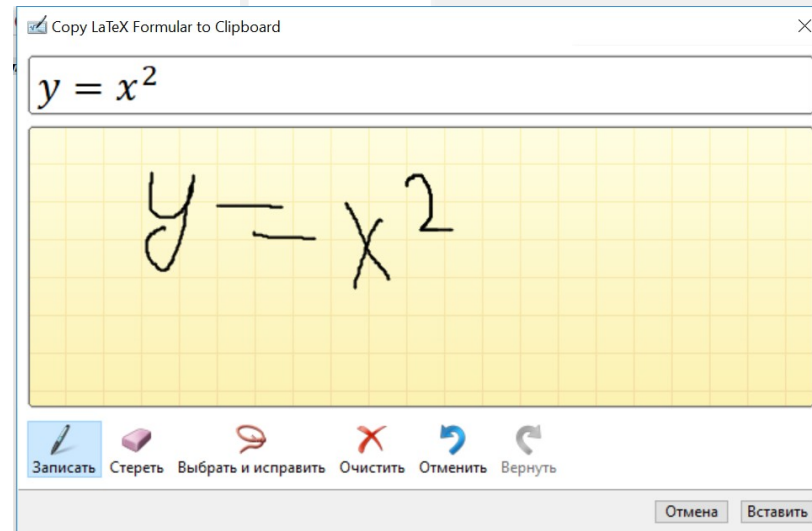 Copy LaTeX Formular to Clipboard
y = x²
y = x²
Записать Стереть Выбрать и исправить Очистить Отменить Вернуть
Отмена Вставить